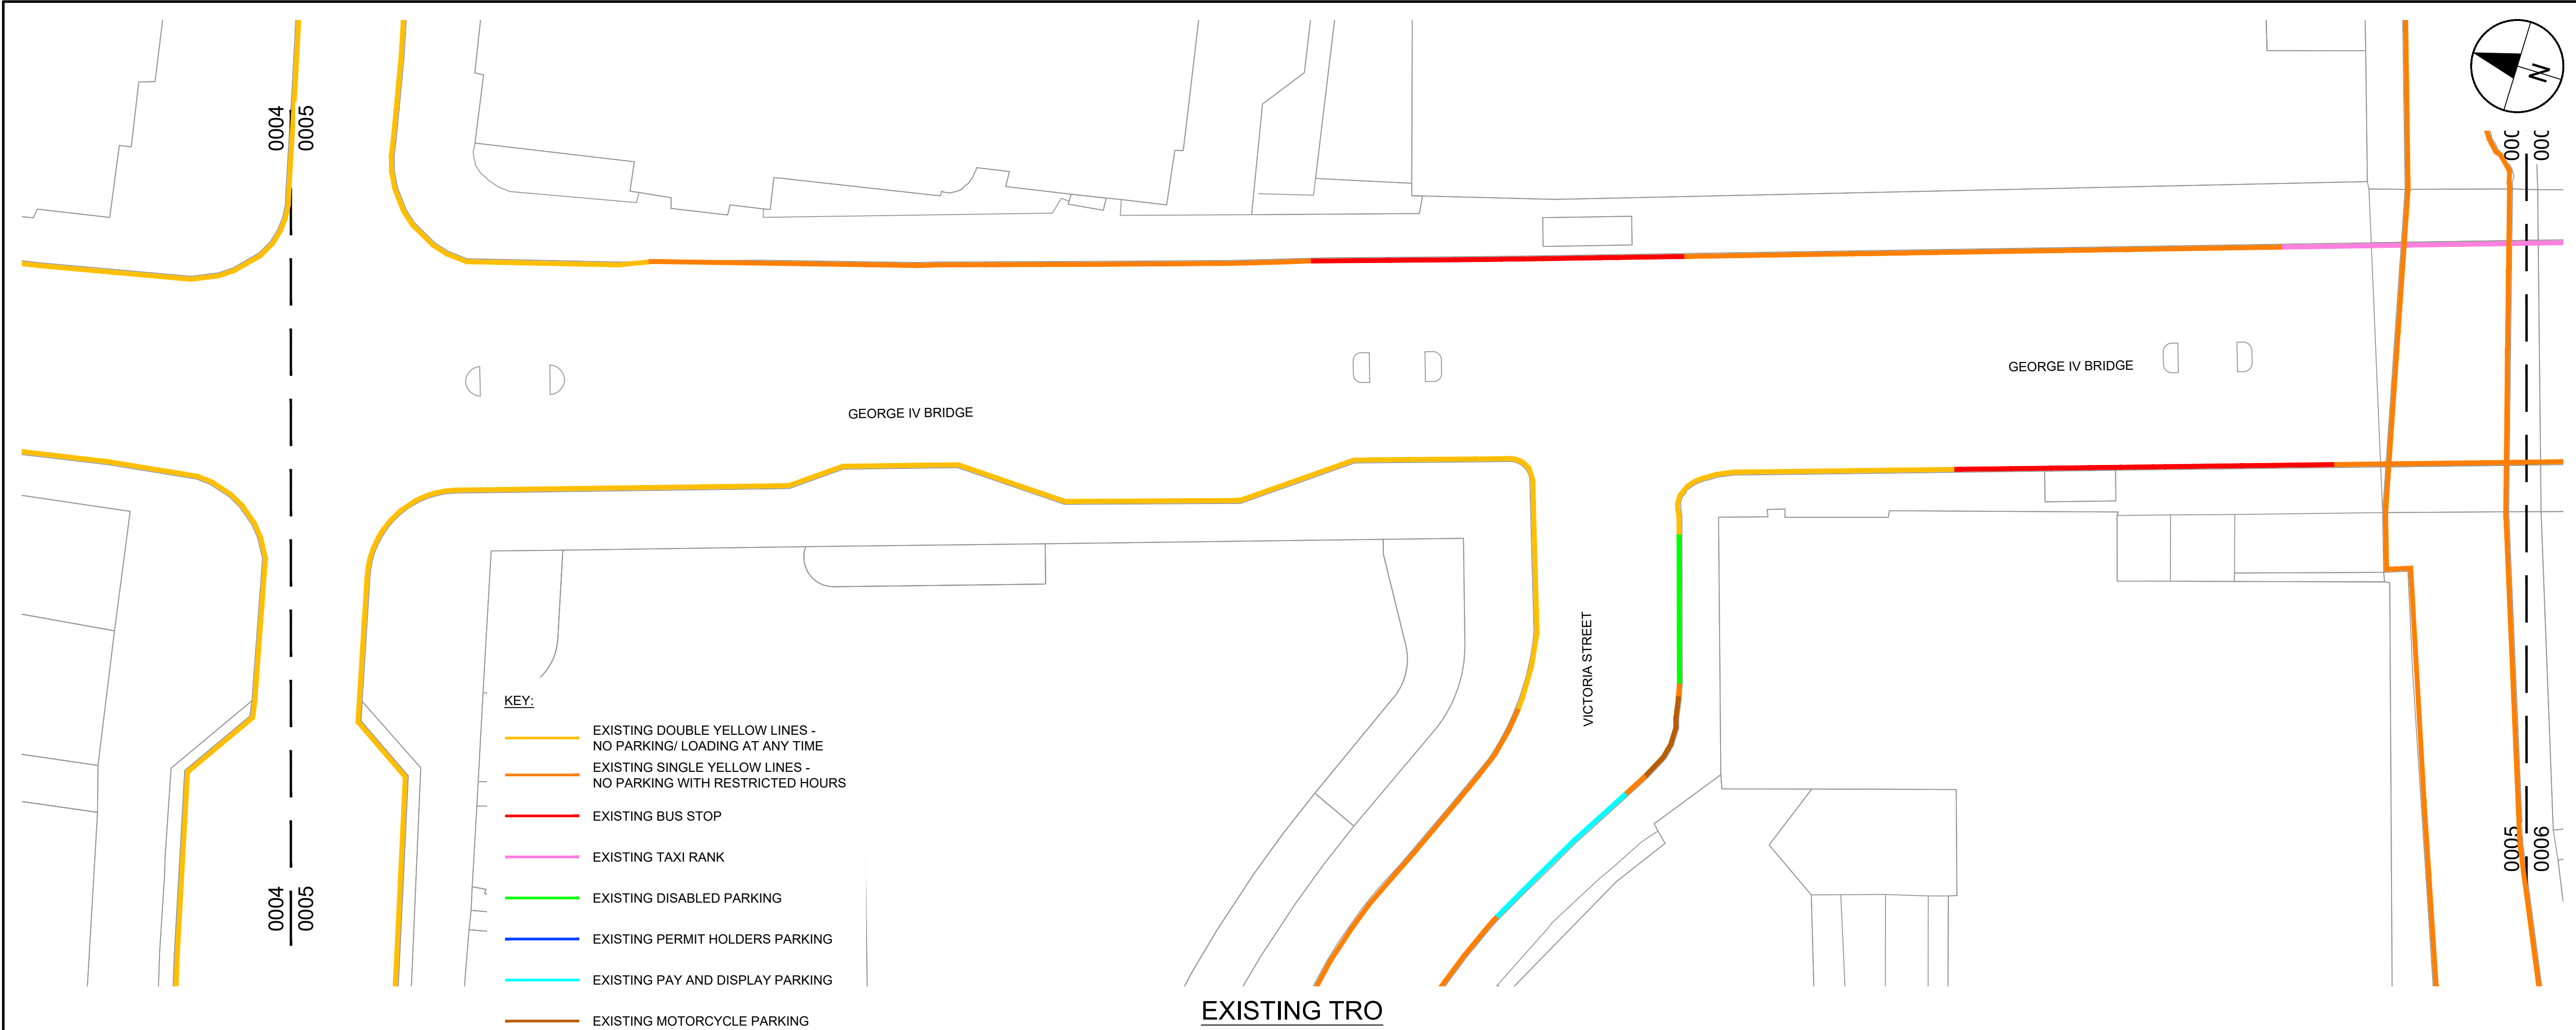 0004
0005
N
000
000
GEORGE IV BRIDGE
GEORGE IV BRIDGE
VICTORIA STREET
KEY:
EXISTING DOUBLE YELLOW LINES -
NO PARKING/ LOADING AT ANY TIME
EXISTING SINGLE YELLOW LINES -
NO PARKING WITH RESTRICTED HOURS
EXISTING BUS STOP
EXISTING TAXI RANK
EXISTING DISABLED PARKING
EXISTING PERMIT HOLDERS PARKING
EXISTING PAY AND DISPLAY PARKING
EXISTING MOTORCYCLE PARKING
0004
0005
0005
0006
EXISTING TRO